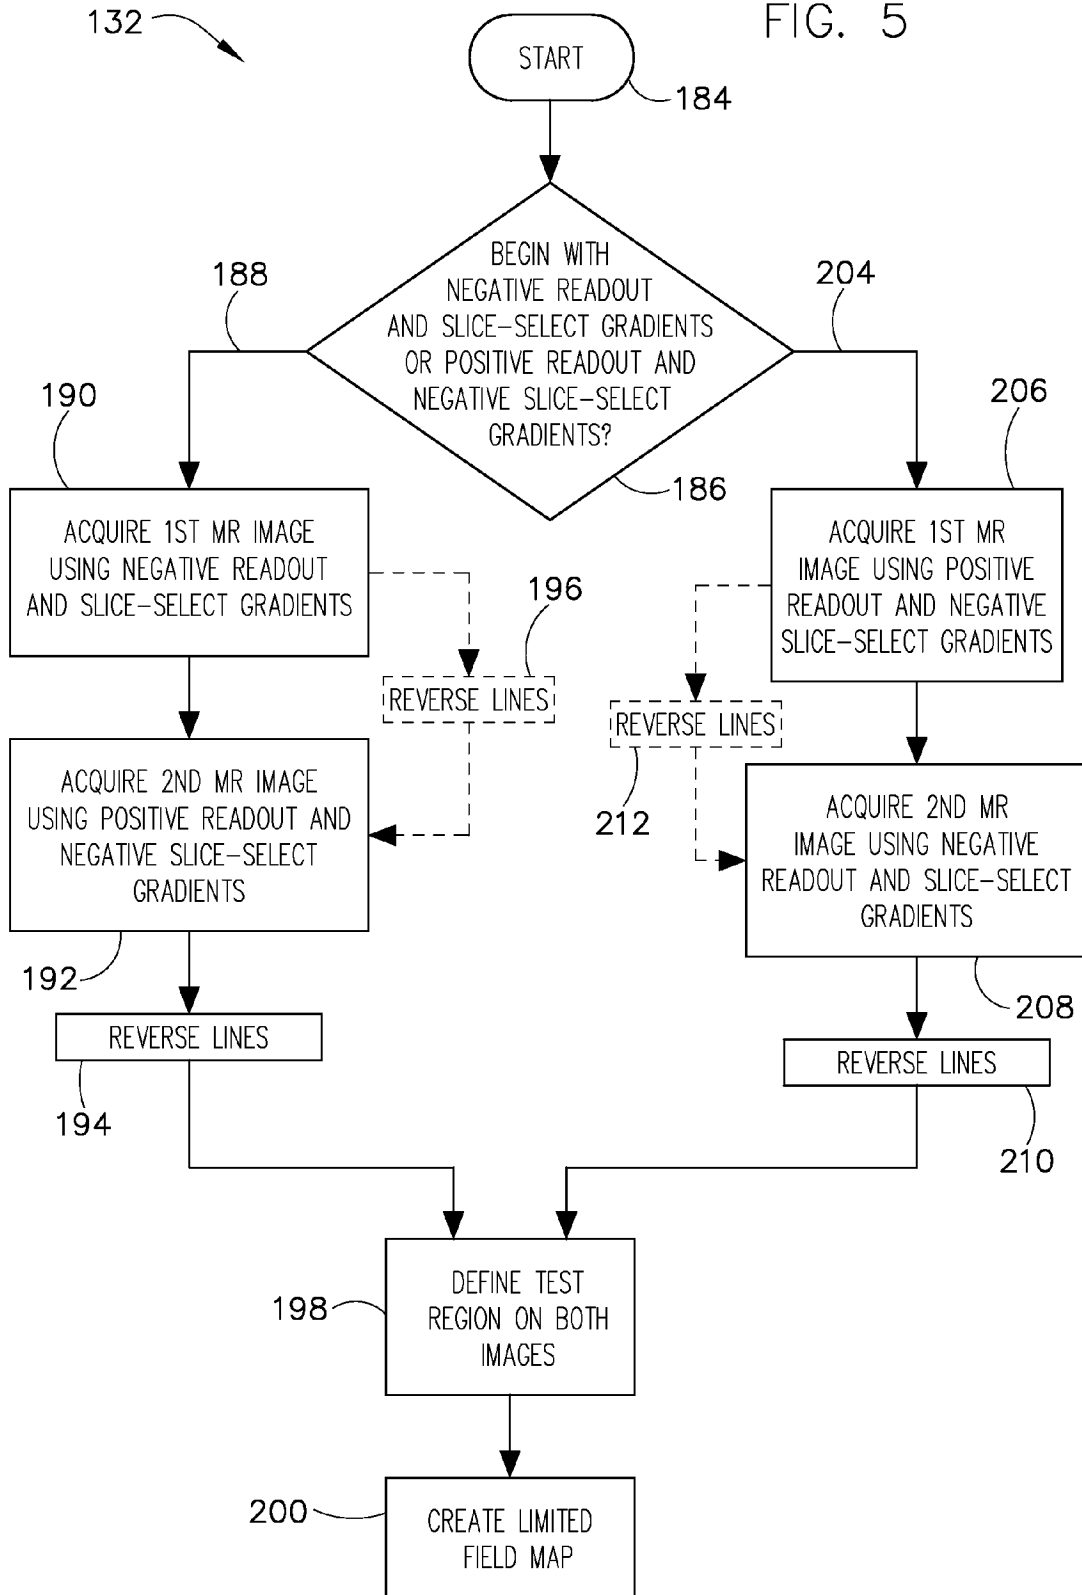 132
FIG. 5
START
184
BEGIN WITH
NEGATIVE READOUT
AND SLICE-SELECT GRADIENTS
OR POSITIVE READOUT AND
NEGATIVE SLICE-SELECT
GRADIENTS?
188
204
186
190
206
ACQUIRE 1ST MR IMAGE
USING NEGATIVE READOUT
AND SLICE-SELECT GRADIENTS
ACQUIRE 1ST MR
IMAGE USING POSITIVE
READOUT AND NEGATIVE
SLICE-SELECT GRADIENTS
196
REVERSE LINES
REVERSE LINES
212
ACQUIRE 2ND MR IMAGE
USING POSITIVE READOUT AND
NEGATIVE SLICE-SELECT
GRADIENTS
192
ACQUIRE 2ND MR
IMAGE USING NEGATIVE
READOUT AND SLICE-SELECT
GRADIENTS
208
REVERSE LINES
194
REVERSE LINES
210
198
DEFINE TEST
REGION ON BOTH
IMAGES
200
CREATE LIMITED
FIELD MAP